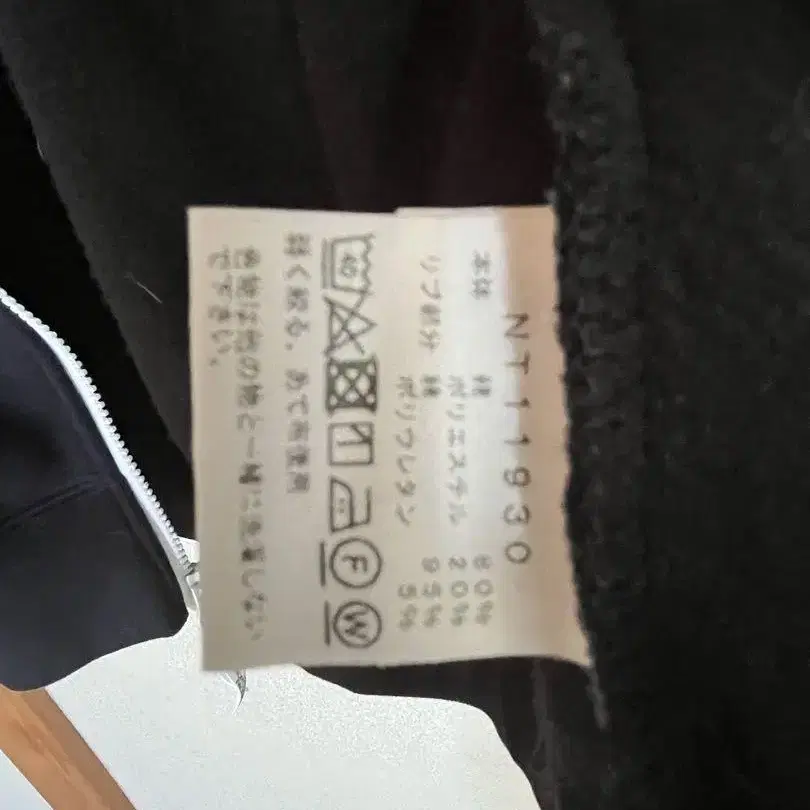 NT11930
本体 綿 80%
ポリエステル 20%
リブ部分 綿 95%
ポリウレタン 5%
40
F
W
弱く絞る。あて布使用
色物は他の物と一緒に洗濯しない
で下さい。